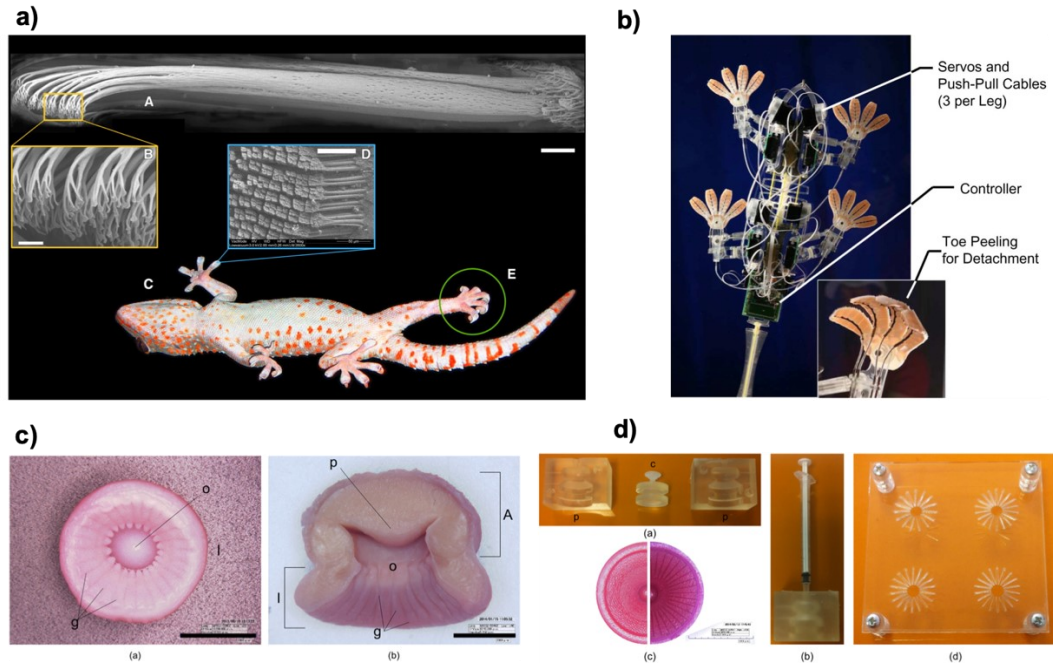 a)
A
B
D
C
E
b)
Servos and
Push-Pull Cables
(3 per Leg)
Controller
Toe Peeling
for Detachment
c)
o
l
g
(a)
p
A
o
l
g
(b)
d)
c
p
p
(a)
(c)
(b)
(d)